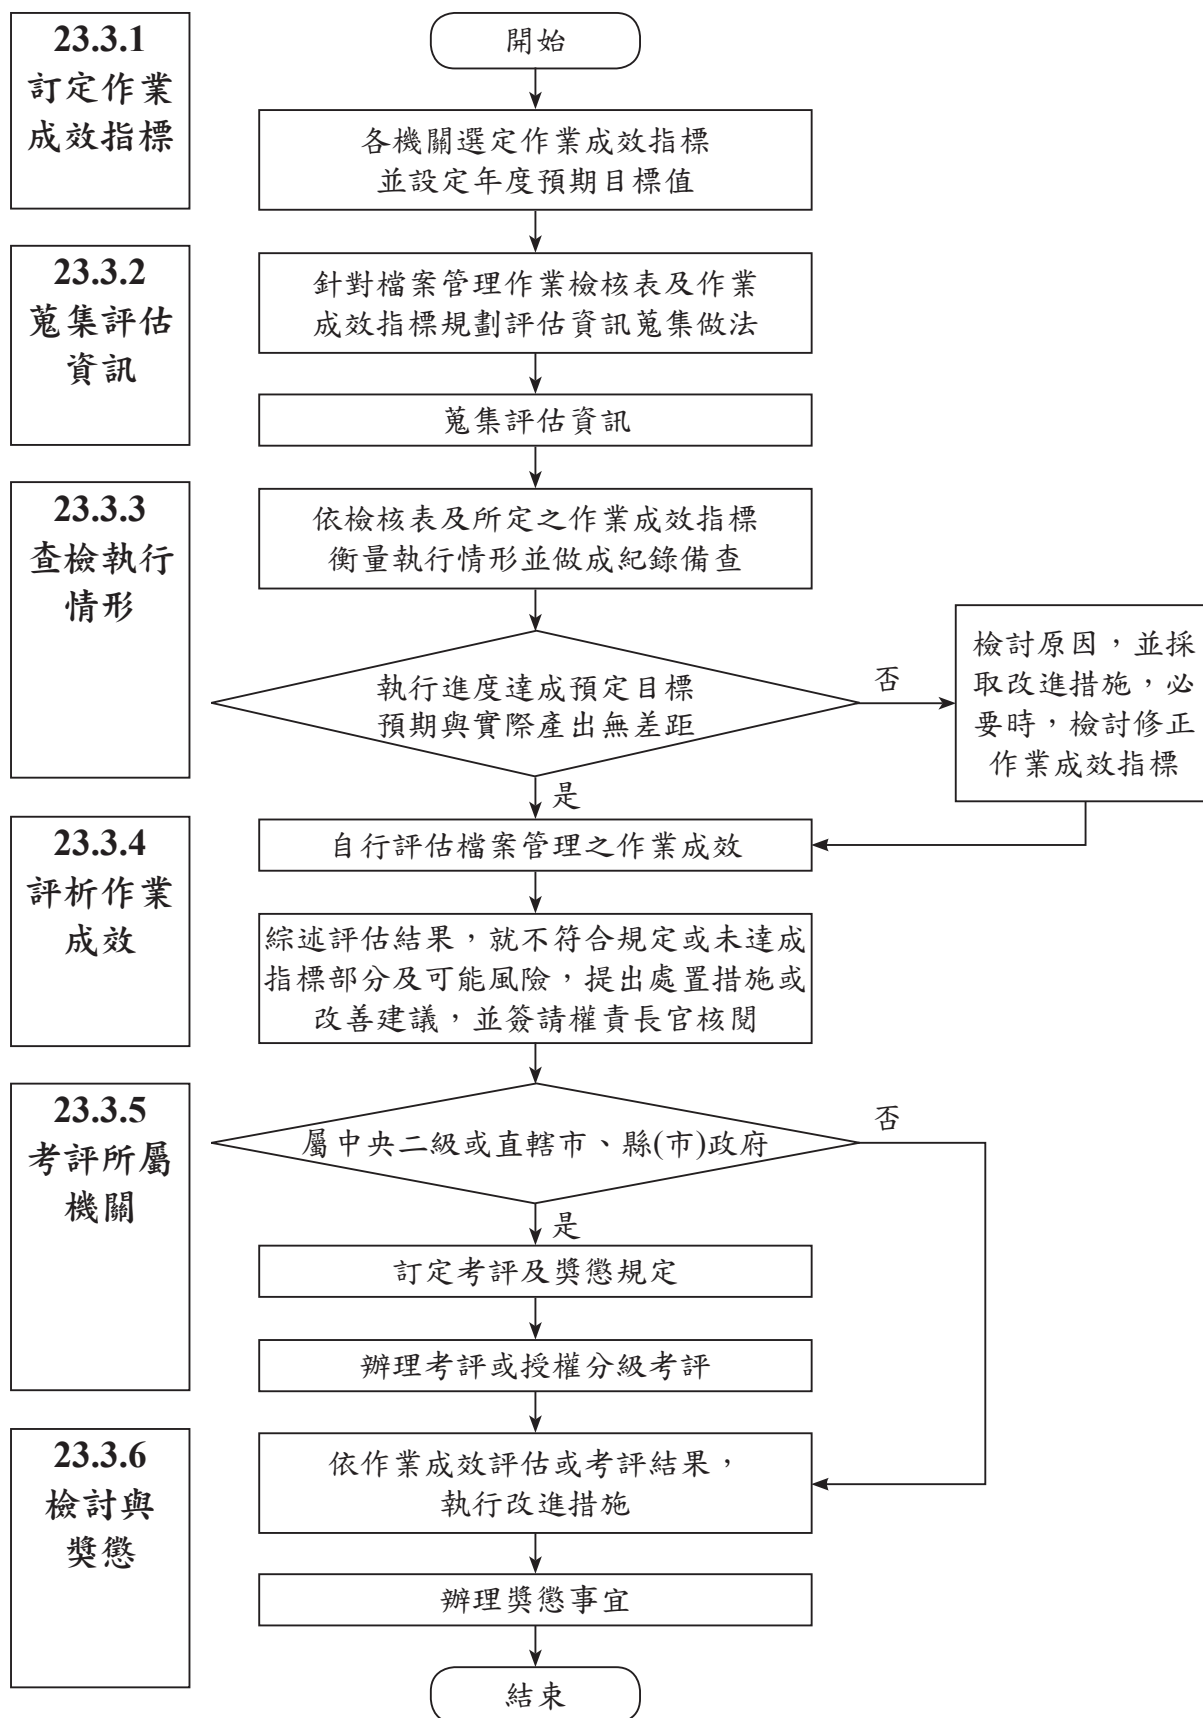 23.3.1
訂定作業
成效指標
開始
各機關選定作業成效指標
並設定年度預期目標值
23.3.2
蒐集評估
資訊
針對檔案管理作業檢核表及作業
成效指標規劃評估資訊蒐集做法
蒐集評估資訊
23.3.3
查檢執行
情形
依檢核表及所定之作業成效指標
衡量執行情形並做成紀錄備查
執行進度達成預定目標
預期與實際產出無差距
否
檢討原因，並採
取改進措施，必
要時，檢討修正
作業成效指標
是
23.3.4
評析作業
成效
自行評估檔案管理之作業成效
綜述評估結果，就不符合規定或未達成
指標部分及可能風險，提出處置措施或
改善建議，並簽請權責長官核閱
23.3.5
考評所屬
機關
屬中央二級或直轄市、縣(市)政府
否
是
訂定考評及獎懲規定
辦理考評或授權分級考評
23.3.6
檢討與
獎懲
依作業成效評估或考評結果，
執行改進措施
辦理獎懲事宜
結束